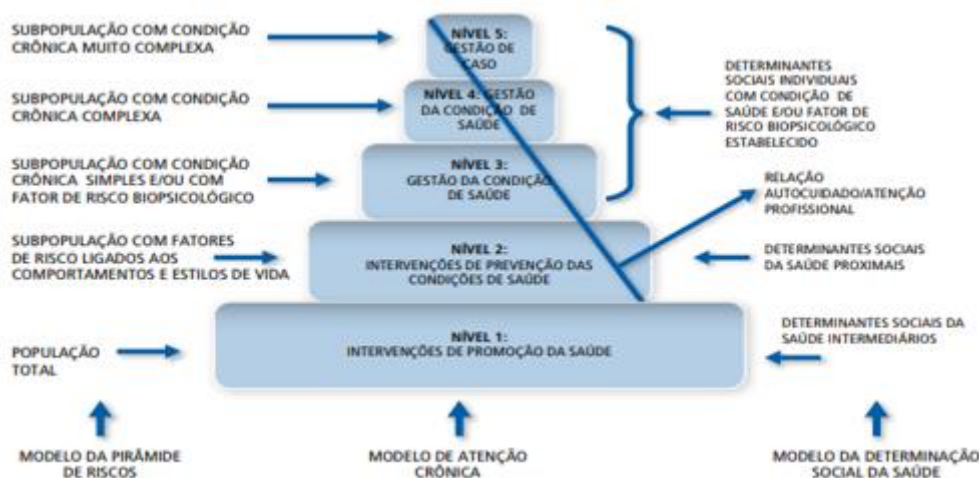 SUBPOPULAÇÃO COM CONDIÇÃO
CRÔNICA MUITO COMPLEXA
SUBPOPULAÇÃO COM CONDIÇÃO
CRÔNICA COMPLEXA
SUBPOPULAÇÃO COM CONDIÇÃO
CRÔNICA SIMPLES E/OU COM
FATOR DE RISCO BIOPSICOLÓGICO
SUBPOPULAÇÃO COM FATORES
DE RISCO LIGADOS AOS
COMPORTAMENTOS E ESTILOS DE VIDA
POPULAÇÃO
TOTAL
MODELO DA PIRÂMIDE
DE RISCOS
NÍVEL 5:
GESTÃO DE
CASO
NÍVEL 4: GESTÃO
DA CONDIÇÃO DE
SAÚDE
NÍVEL 3:
GESTÃO DA CONDIÇÃO
DE SAÚDE
NÍVEL 2:
INTERVENÇÕES DE PREVENÇÃO DAS
CONDIÇÕES DE SAÚDE
NÍVEL 1:
INTERVENÇÕES DE PROMOÇÃO DA SAÚDE
MODELO DE ATENÇÃO
CRÔNICA
DETERMINANTES
SOCIAIS INDIVIDUAIS
COM CONDIÇÃO DE
SAÚDE E/OU FATOR DE
RISCO BIOPSICOLÓGICO
ESTABELECIDO
RELAÇÃO
AUTOCUIDADO/ATENÇÃO
PROFISSIONAL
DETERMINANTES SOCIAIS
DA SAÚDE PROXIMAIS
DETERMINANTES SOCIAIS DA
SAÚDE INTERMEDIÁRIOS
MODELO DA DETERMINAÇÃO
SOCIAL DA SAÚDE